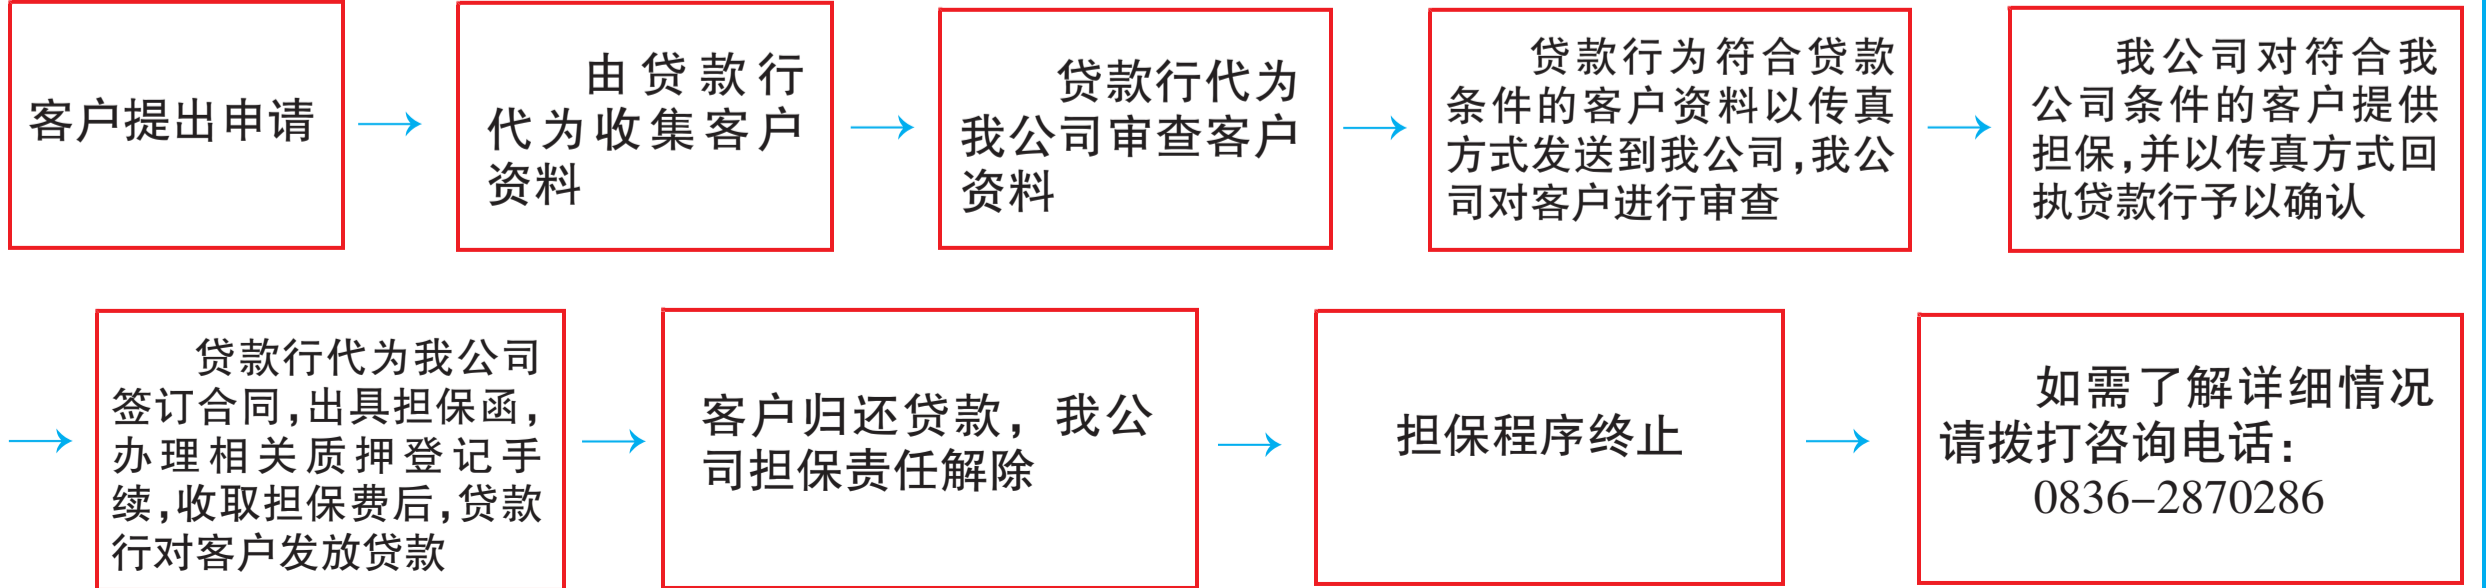 客户提出申请
由贷款行
代为收集客户
资料
贷款行代为
我公司审查客户
资料
贷款行为符合贷款
条件的客户资料以传真
方式发送到我公司,我公
司对客户进行审查
我公司对符合我
公司条件的客户提供
担保,并以传真方式回
执贷款行予以确认
贷款行代为我公司
签订合同,出具担保函,
办理相关质押登记手
续,收取担保费后,贷款
行对客户发放贷款
客户归还贷款，我公
司担保责任解除
担保程序终止
如需了解详细情况
请拨打咨询电话：
0836-2870286